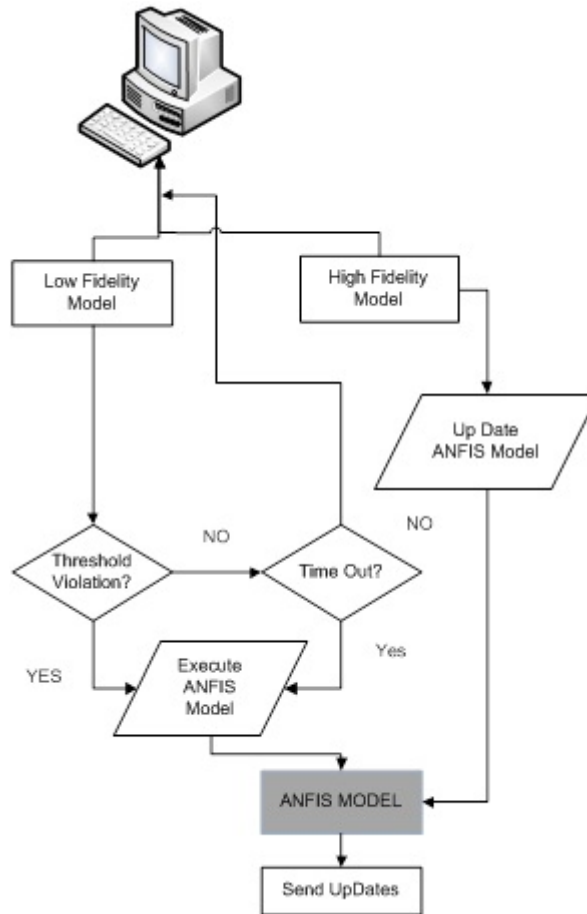 Low Fidelity
Model
High Fidelity
Model
Up Date
ANFIS Model
NO
NO
Threshold
Violation?
Time Out?
YES
Execute
ANFIS
Model
Yes
ANFIS MODEL
Send UpDates